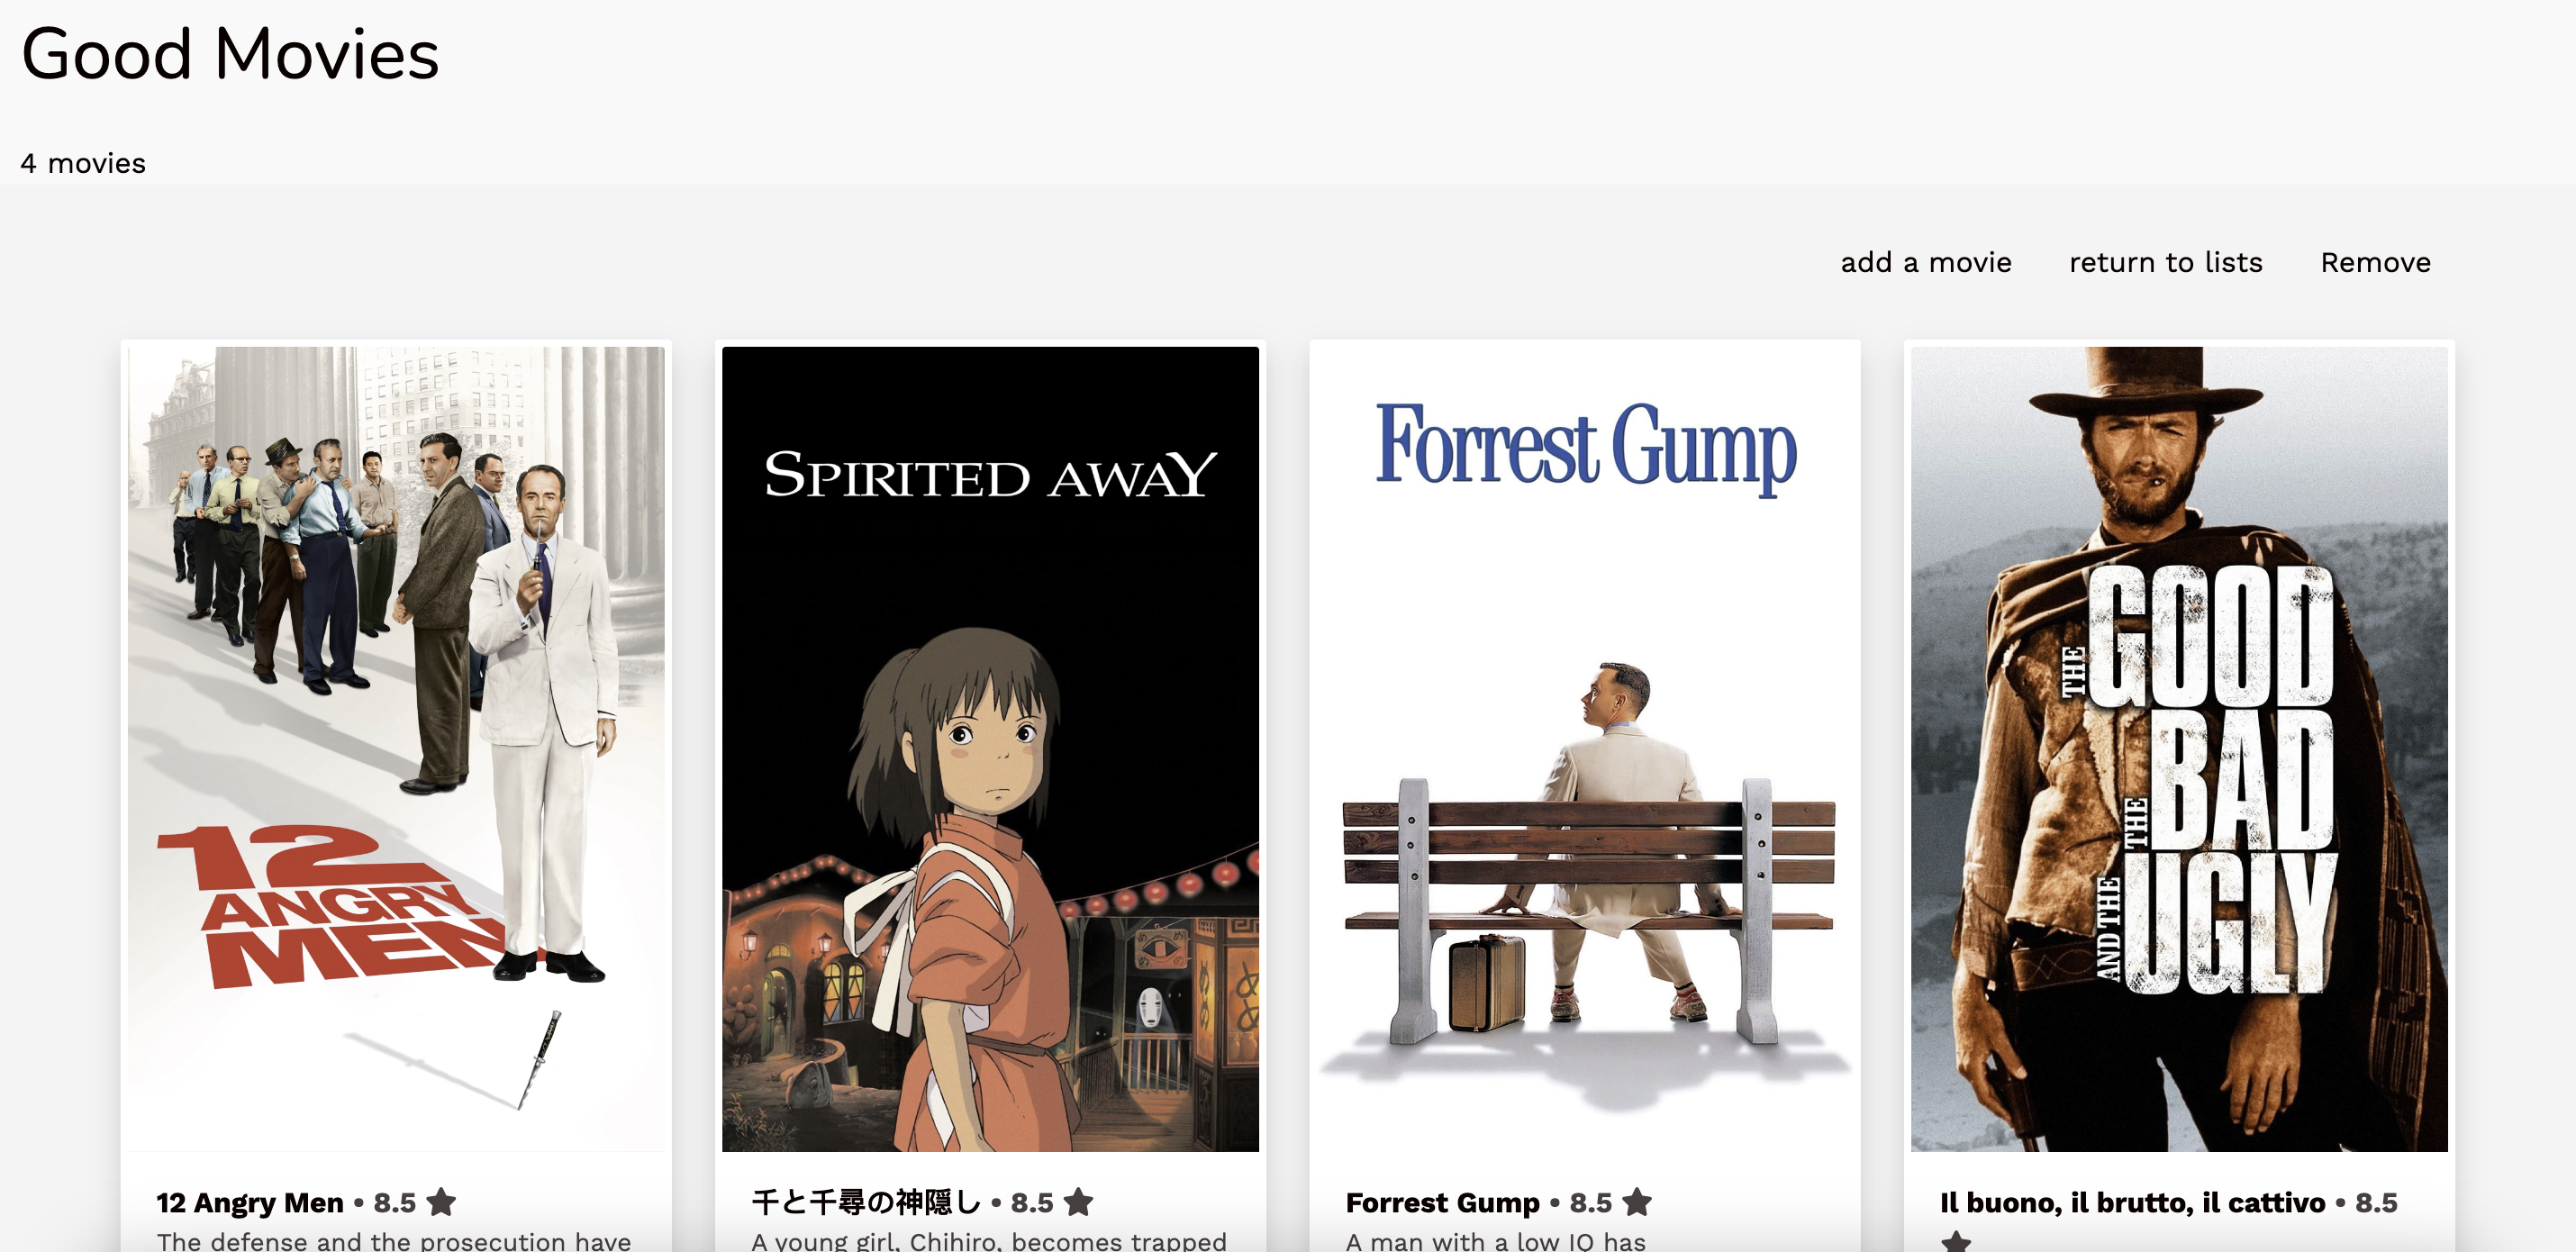 Good Movies
4 movies
add a movie return to lists Remove
12
ANGRY
MEN
SPIRITED AWAY
Forrest Gump
THE GOOD
THE BAD
AND THE UGLY
12 Angry Men • 8.5 ★
The defense and the prosecution have
千と千尋の神隠し • 8.5 ★
A young girl, Chihiro, becomes trapped
Forrest Gump • 8.5 ★
A man with a low IQ has
Il buono, il brutto, il cattivo • 8.5
★